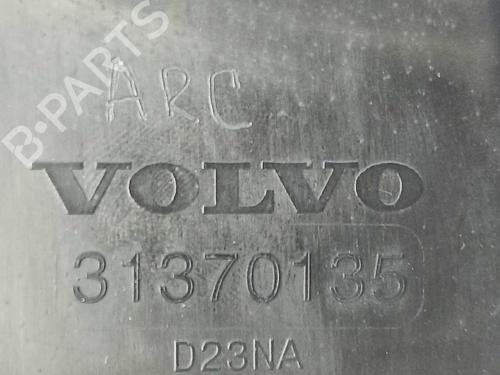 B-PARTS
ARC
VOLVO
31370135
D23NA